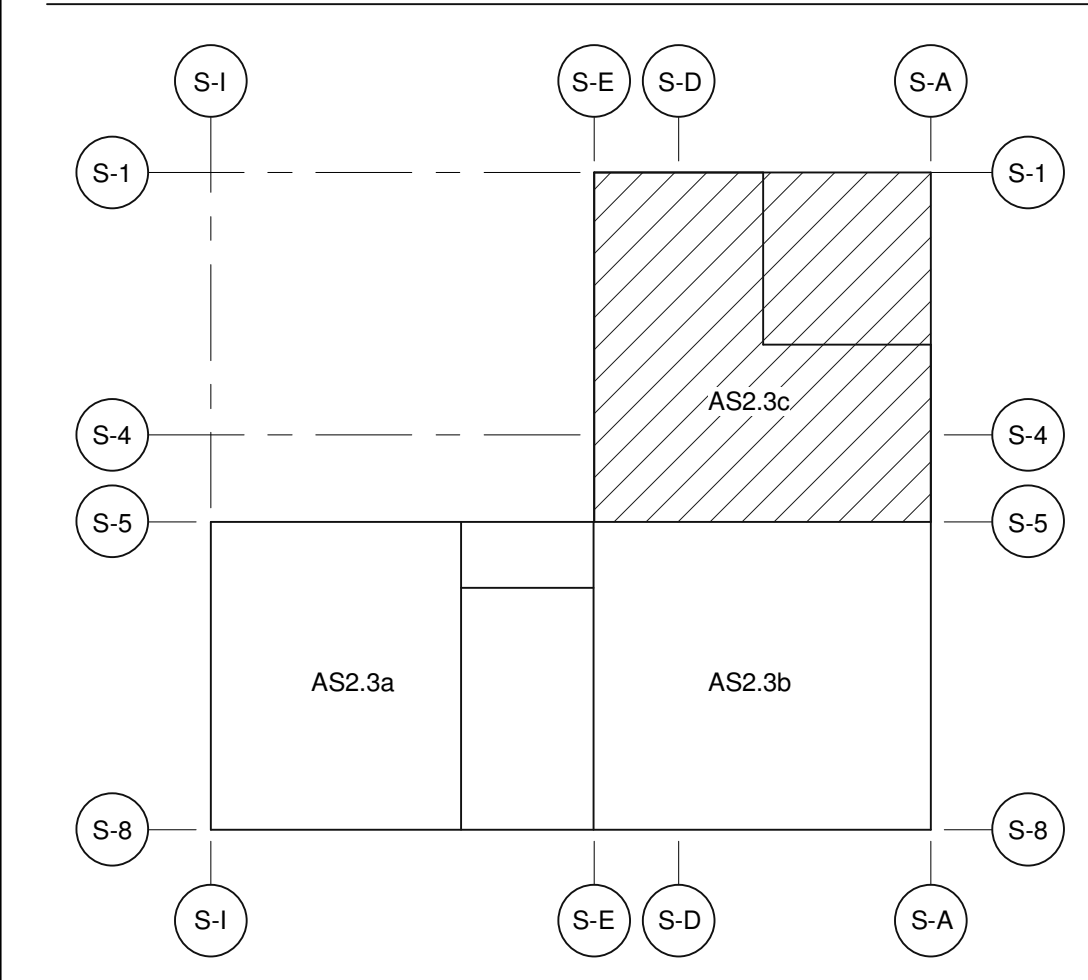 S-I
S-E
S-D
S-A
S-1
S-1
AS2.3c
S-4
S-4
S-5
S-5
AS2.3a
AS2.3b
S-8
S-8
S-I
S-E
S-D
S-A